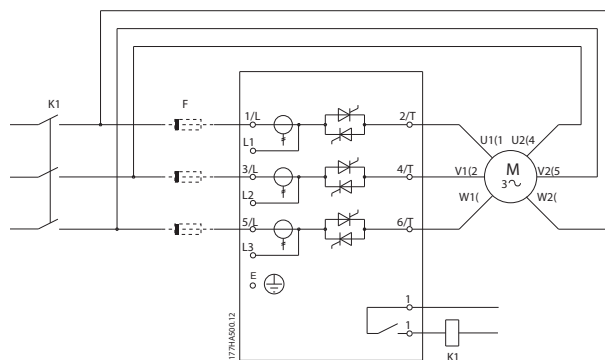 K1
F
1/L
2/T
U1(1 U2(4
L1
M
3/L
4/T
V1(2
V2(5
3~
L2
W1(
W2(
5/L
6/T
L3
E
1
1
K1
177HA500.12